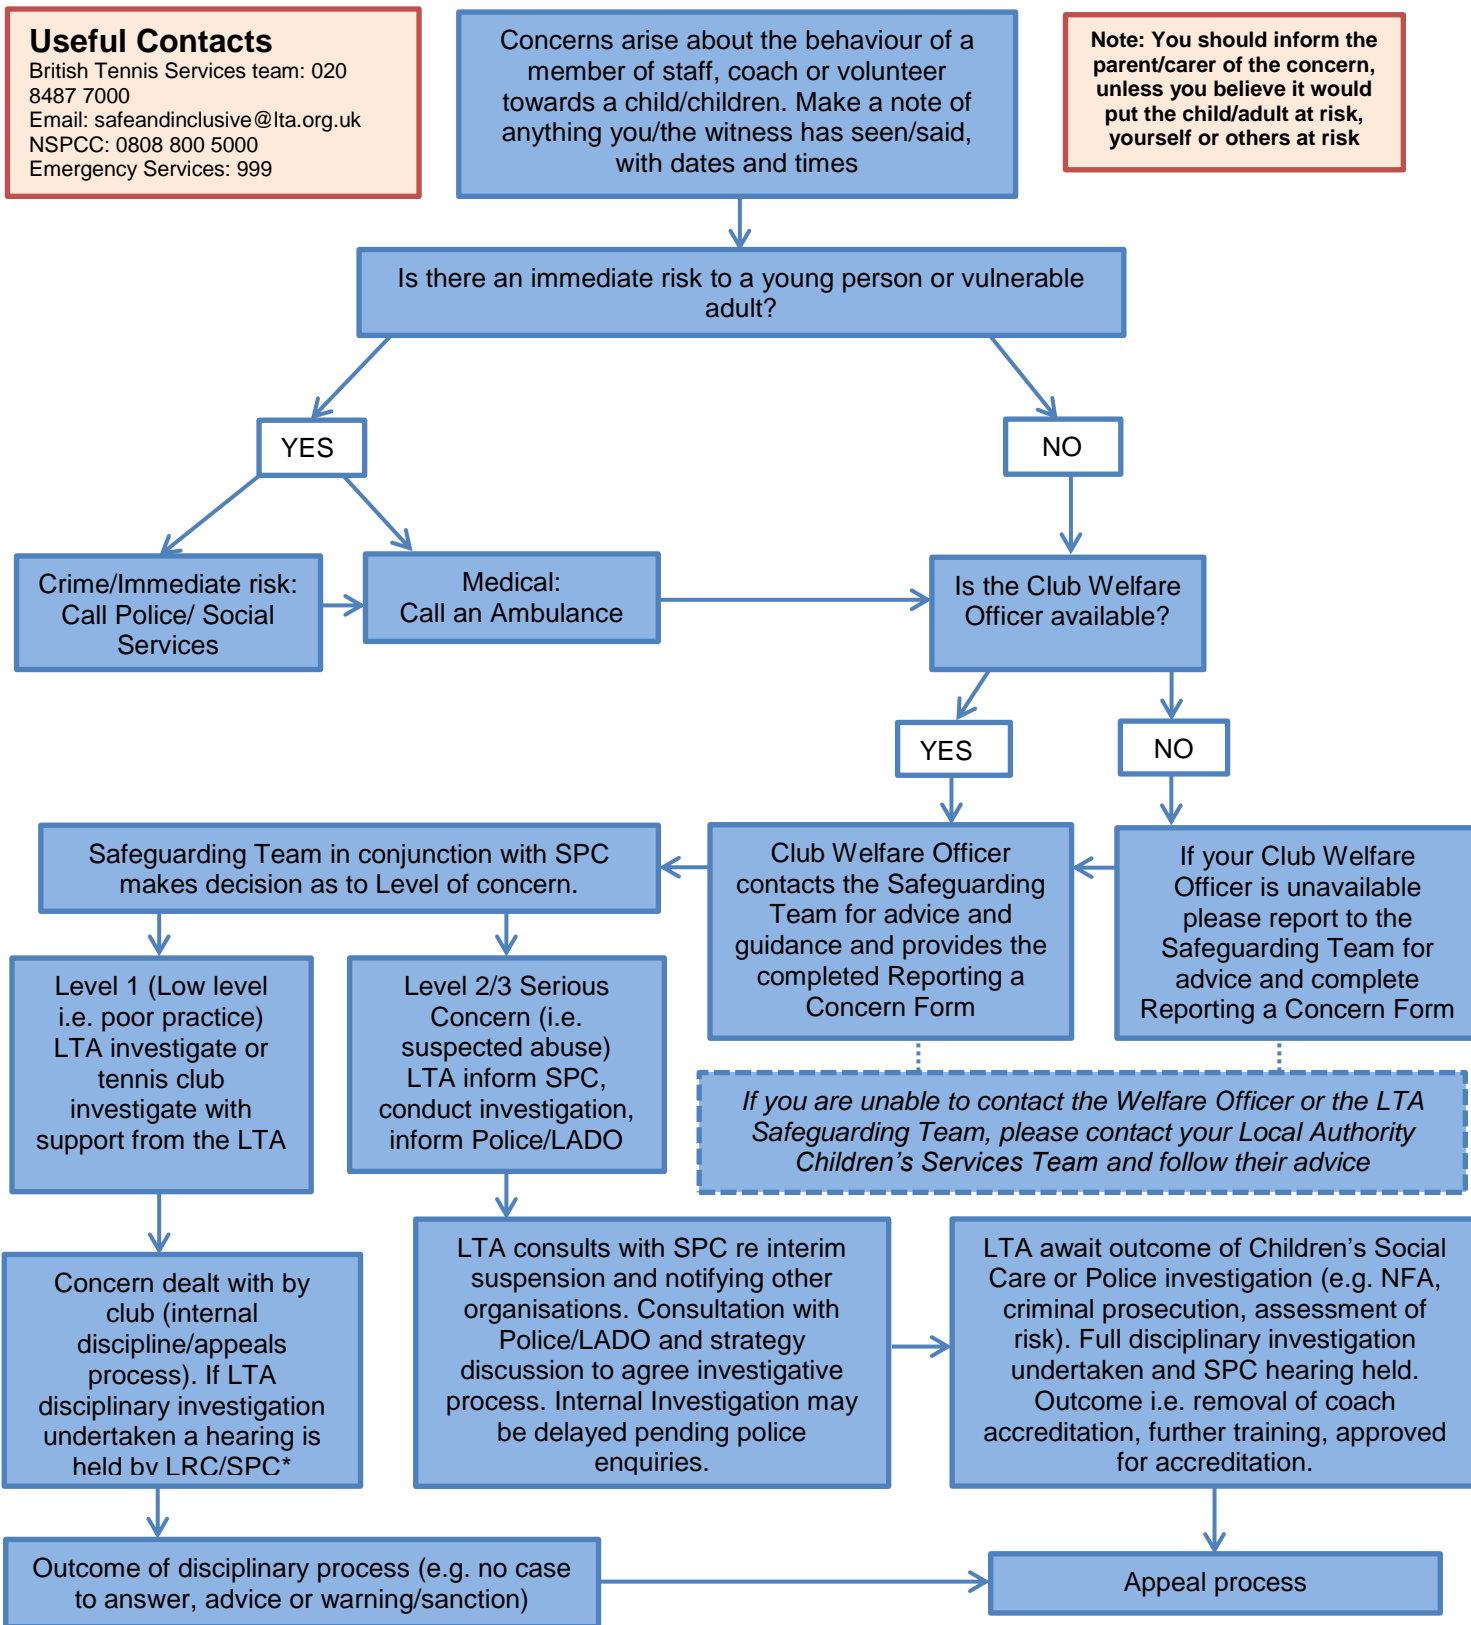 Useful Contacts
British Tennis Services team: 020
8487 7000
Email: safeandinclusive@lta.org.uk
NSPCC: 0808 800 5000
Emergency Services: 999
Concerns arise about the behaviour of a
member of staff, coach or volunteer
towards a child/children. Make a note of
anything you/the witness has seen/said,
with dates and times
Note: You should inform the
parent/carer of the concern,
unless you believe it would
put the child/adult at risk,
yourself or others at risk
Is there an immediate risk to a young person or vulnerable
adult?
YES
NO
Crime/Immediate risk:
Call Police/ Social
Services
Medical:
Call an Ambulance
Is the Club Welfare
Officer available?
YES
NO
Safeguarding Team in conjunction with SPC
makes decision as to Level of concern.
Club Welfare Officer
contacts the Safeguarding
Team for advice and
guidance and provides the
completed Reporting a
Concern Form
If your Club Welfare
Officer is unavailable
please report to the
Safeguarding Team for
advice and complete
Reporting a Concern Form
Level 1 (Low level
i.e. poor practice)
LTA investigate or
tennis club
investigate with
support from the LTA
Level 2/3 Serious
Concern (i.e.
suspected abuse)
LTA inform SPC,
conduct investigation,
inform Police/LADO
If you are unable to contact the Welfare Officer or the LTA
Safeguarding Team, please contact your Local Authority
Children’s Services Team and follow their advice
Concern dealt with by
club (internal
discipline/appeals
process). If LTA
disciplinary investigation
undertaken a hearing is
held by LRC/SPC*
LTA consults with SPC re interim
suspension and notifying other
organisations. Consultation with
Police/LADO and strategy
discussion to agree investigative
process. Internal Investigation may
be delayed pending police
enquiries.
LTA await outcome of Children’s Social
Care or Police investigation (e.g. NFA,
criminal prosecution, assessment of
risk). Full disciplinary investigation
undertaken and SPC hearing held.
Outcome i.e. removal of coach
accreditation, further training, approved
for accreditation.
Outcome of disciplinary process (e.g. no case
to answer, advice or warning/sanction)
Appeal process